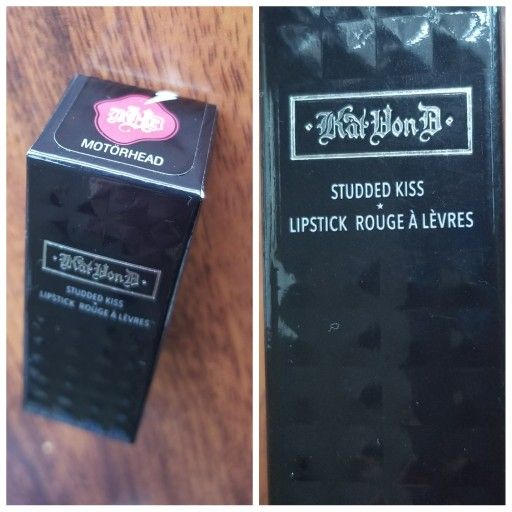 MOTÖRHEAD
·Kat Von D·
STUDDED KISS
LIPSTICK ROUGE À LÈVRES
·Kat Von D·
STUDDED KISS
★
LIPSTICK ROUGE À LÈVRES